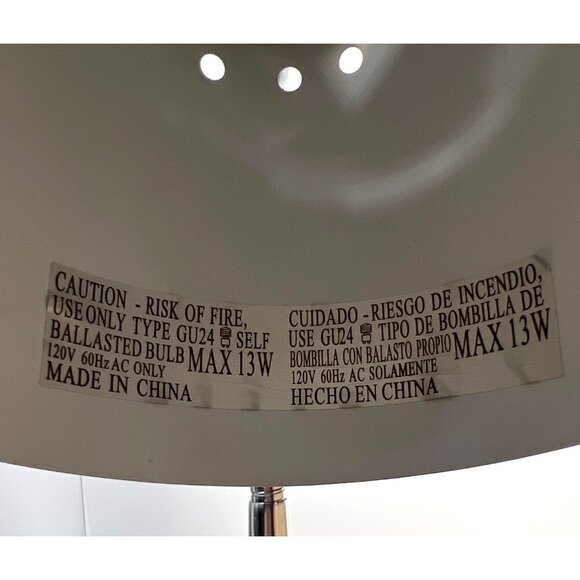 CAUTION - RISK OF FIRE,
USE ONLY TYPE GU24 SELF
BALLASTED BULB MAX 13W
120V 60Hz AC ONLY
MADE IN CHINA
CUIDADO -RIESGO DE INCENDIO,
USE GU24 TIPO DE BOMBILLA DE
BOMBILLA CON BALASTO PROPIO MAX 13W
120V 60Hz AC SOLAMENTE
HECHO EN CHINA